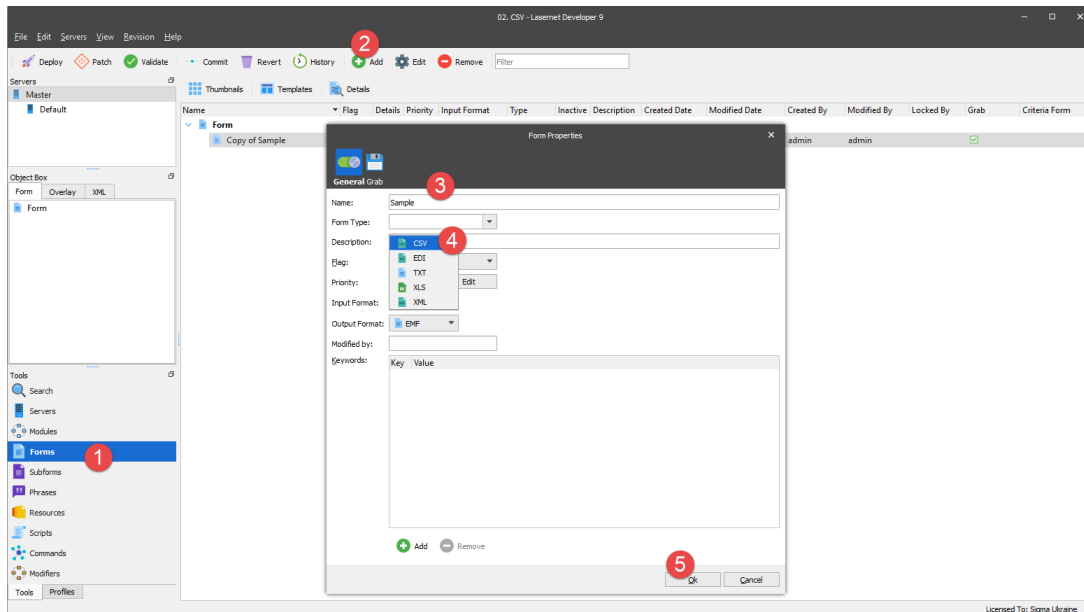 02. CSV - Lasernet Developer 9
File Edit Servers View Revision Help
2
Deploy Patch Validate Commit Revert History Add Edit Remove Filter
Servers
Master
Default
Thumbnails Templates Details
Name Flag Details Priority Input Format Type Inactive Description Created Date Modified Date Created By Modified By Locked By Grab Criteria Form
Form
Copy of Sample admin admin
Form Properties
General Grab
3
Name: Sample
Form Type:
Description:
CSV 4
EDI
TXT
XLS
XML
Flag:
Priority: Edit
Input Format:
Output Format: EMF
Modified by:
Keywords: Key Value
Add Remove
5
Ok Cancel
Object Box
Form Overlay XML
Form
Tools
Search
Servers
Modules
Forms 1
Subforms
Phrases
Resources
Scripts
Commands
Modifiers
Tools Profiles
Licensed To: Sigma Ukraine